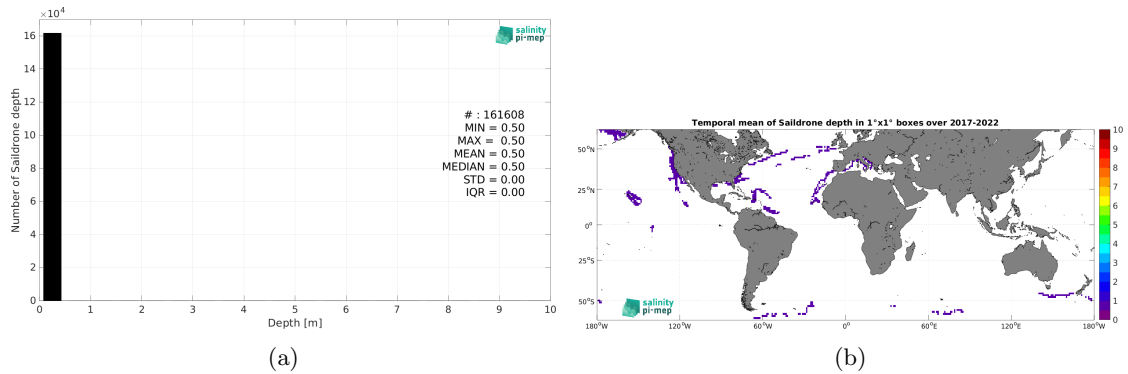 ×10⁴
16
14
12
10
8
6
4
2
0
Number of Saildrone depth
salinity
pi-mep
# : 161608
MIN = 0.50
MAX = 0.50
MEAN = 0.50
MEDIAN = 0.50
STD = 0.00
IQR = 0.00
0 1 2 3 4 5 6 7 8 9 10
Depth [m]
(a)
Temporal mean of Saildrone depth in 1°x1° boxes over 2017-2022
50°N
25°N
0°
25°S
50°S
salinity
pi-mep
180°W 120°W 60°W 0° 60°E 120°E 180°W
10
9
8
7
6
5
4
3
2
1
0
(b)